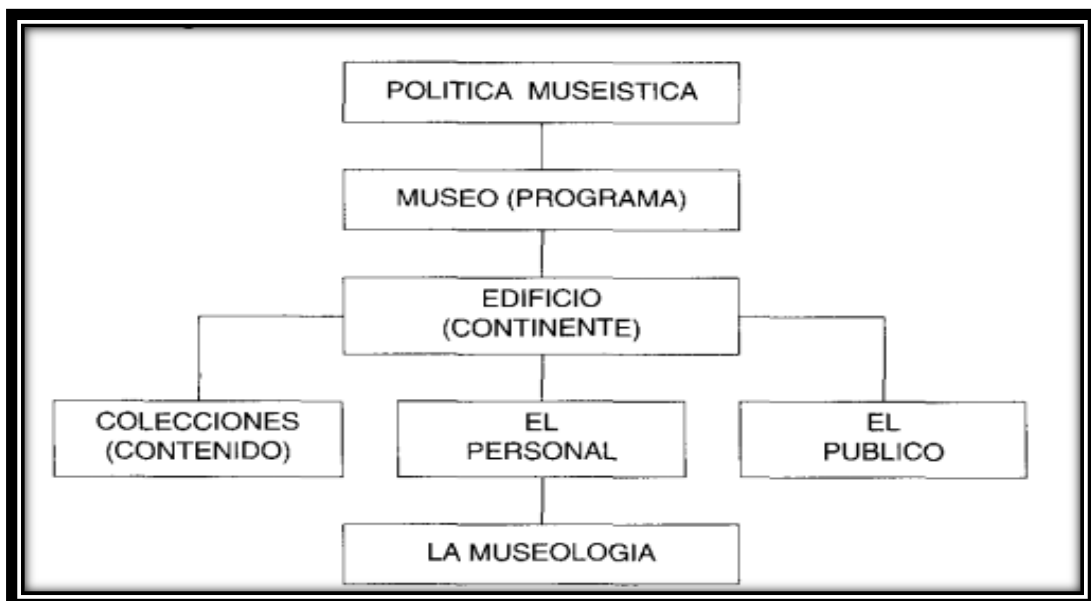 POLITICA MUSEISTICA
MUSEO (PROGRAMA)
EDIFICIO
(CONTINENTE)
COLECCIONES
(CONTENIDO)
EL
PERSONAL
EL
PUBLICO
LA MUSEOLOGIA